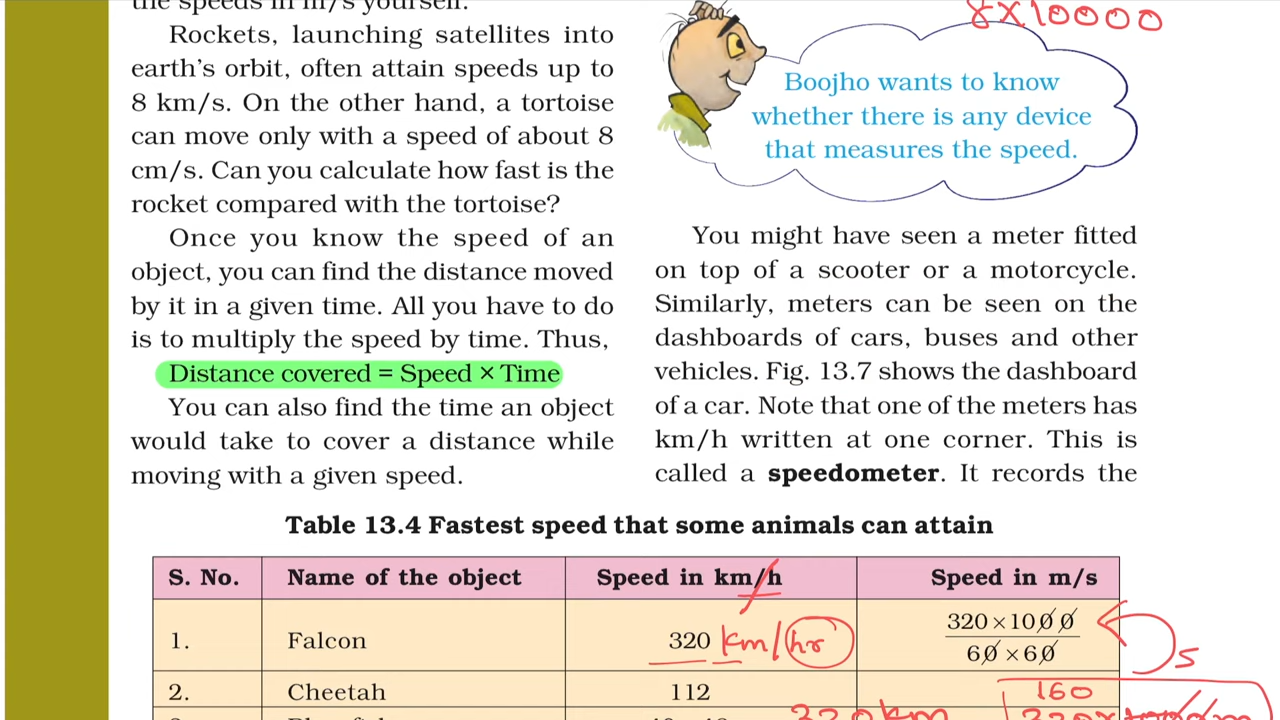 the speeds in m/s yourself.
Rockets, launching satellites into
earth's orbit, often attain speeds up to
8 km/s. On the other hand, a tortoise
can move only with a speed of about 8
cm/s. Can you calculate how fast is the
rocket compared with the tortoise?
Once you know the speed of an
object, you can find the distance moved
by it in a given time. All you have to do
is to multiply the speed by time. Thus,
Distance covered = Speed × Time
You can also find the time an object
would take to cover a distance while
moving with a given speed.
8×10000
Boojho wants to know
whether there is any device
that measures the speed.
You might have seen a meter fitted
on top of a scooter or a motorcycle.
Similarly, meters can be seen on the
dashboards of cars, buses and other
vehicles. Fig. 13.7 shows the dashboard
of a car. Note that one of the meters has
km/h written at one corner. This is
called a speedometer. It records the
Table 13.4 Fastest speed that some animals can attain
S. No. Name of the object Speed in km/h Speed in m/s
1. Falcon 320 km/hr 320 × 1000
60 × 60
s
2. Cheetah 112
160
320km